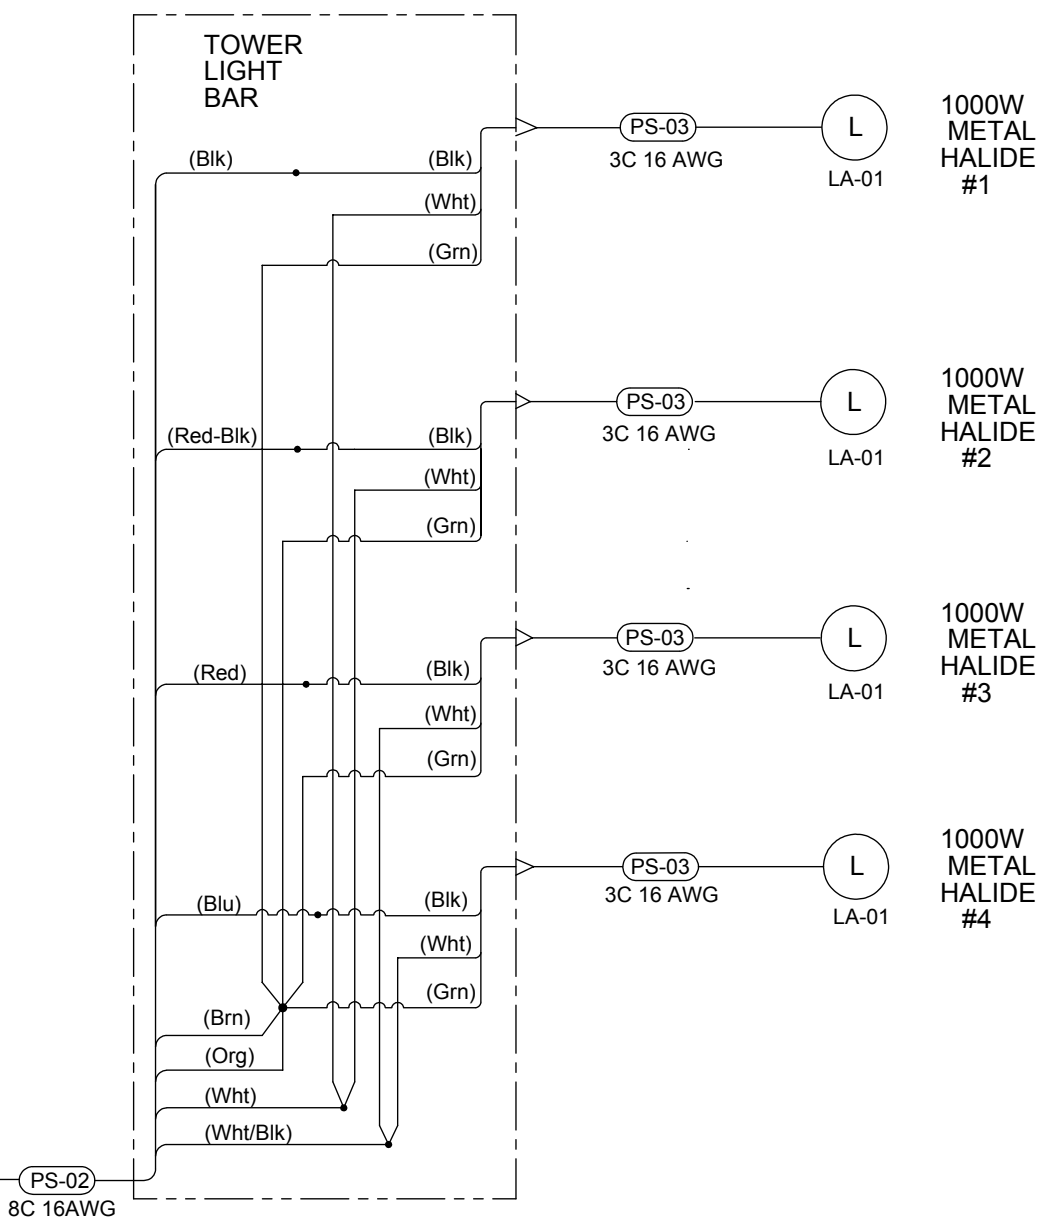 TOWER
LIGHT
BAR
(Blk)
(Blk)
(Wht)
(Grn)
PS-03
3C 16 AWG
L
LA-01
1000W
METAL
HALIDE
#1
(Red-Blk)
(Blk)
(Wht)
(Grn)
PS-03
3C 16 AWG
L
LA-01
1000W
METAL
HALIDE
#2
(Red)
(Blk)
(Wht)
(Grn)
PS-03
3C 16 AWG
L
LA-01
1000W
METAL
HALIDE
#3
(Blu)
(Blk)
(Wht)
(Grn)
PS-03
3C 16 AWG
L
LA-01
1000W
METAL
HALIDE
#4
(Brn)
(Org)
(Wht)
(Wht/Blk)
PS-02
8C 16AWG